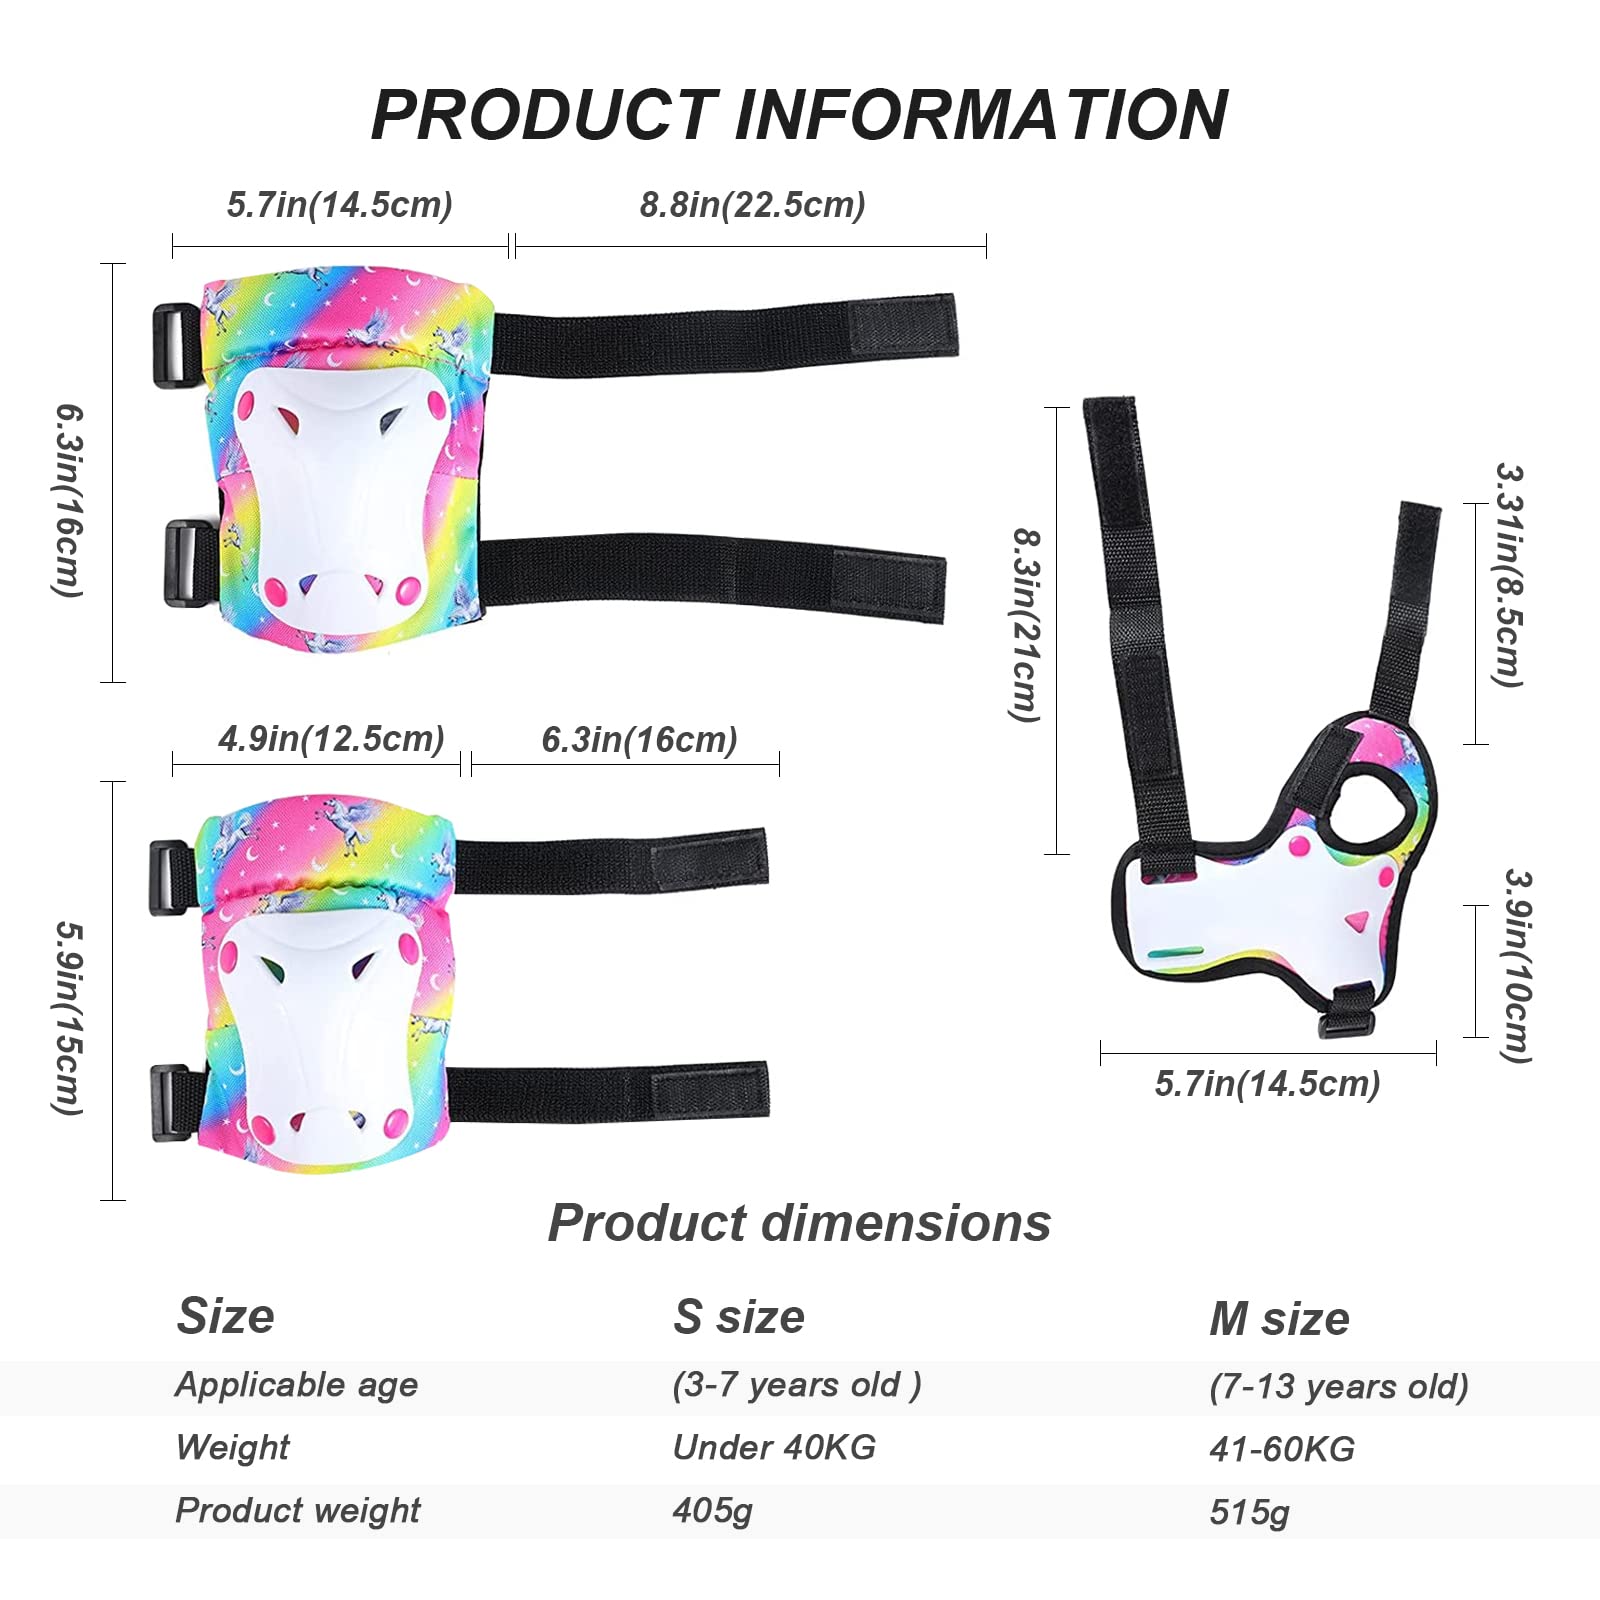 PRODUCT INFORMATION
5.7in(14.5cm)
8.8in(22.5cm)
6.3in(16cm)
8.3in(21cm)
3.31in(8.5cm)
4.9in(12.5cm)
6.3in(16cm)
5.9in(15cm)
3.9in(10cm)
5.7in(14.5cm)
Product dimensions
Size S size M size
Applicable age (3-7 years old ) (7-13 years old)
Weight Under 40KG 41-60KG
Product weight 405g 515g